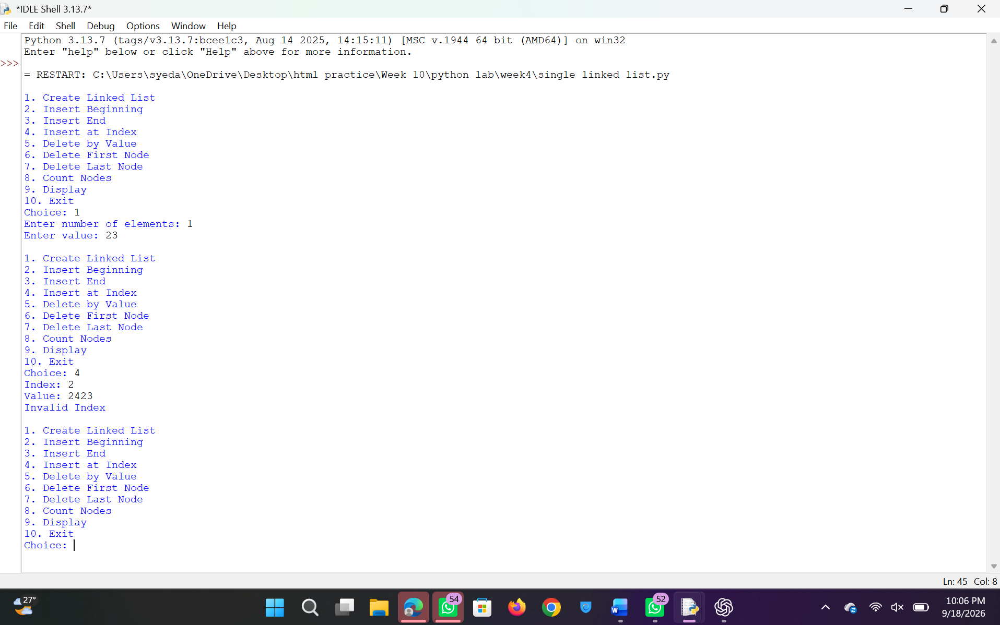 *IDLE Shell 3.13.7*
File Edit Shell Debug Options Window Help
Python 3.13.7 (tags/v3.13.7:bcee1c3, Aug 14 2025, 14:15:11) [MSC v.1944 64 bit (AMD64)] on win32
Enter "help" below or click "Help" above for more information.
>>>
= RESTART: C:\Users\syeda\OneDrive\Desktop\html practice\Week 10\python lab\week4\single linked list.py
1. Create Linked List
2. Insert Beginning
3. Insert End
4. Insert at Index
5. Delete by Value
6. Delete First Node
7. Delete Last Node
8. Count Nodes
9. Display
10. Exit
Choice: 1
Enter number of elements: 1
Enter value: 23
1. Create Linked List
2. Insert Beginning
3. Insert End
4. Insert at Index
5. Delete by Value
6. Delete First Node
7. Delete Last Node
8. Count Nodes
9. Display
10. Exit
Choice: 4
Index: 2
Value: 2423
Invalid Index
1. Create Linked List
2. Insert Beginning
3. Insert End
4. Insert at Index
5. Delete by Value
6. Delete First Node
7. Delete Last Node
8. Count Nodes
9. Display
10. Exit
Choice:
Ln: 45 Col: 8
27°
54
W
52
10:06 PM
9/18/2026